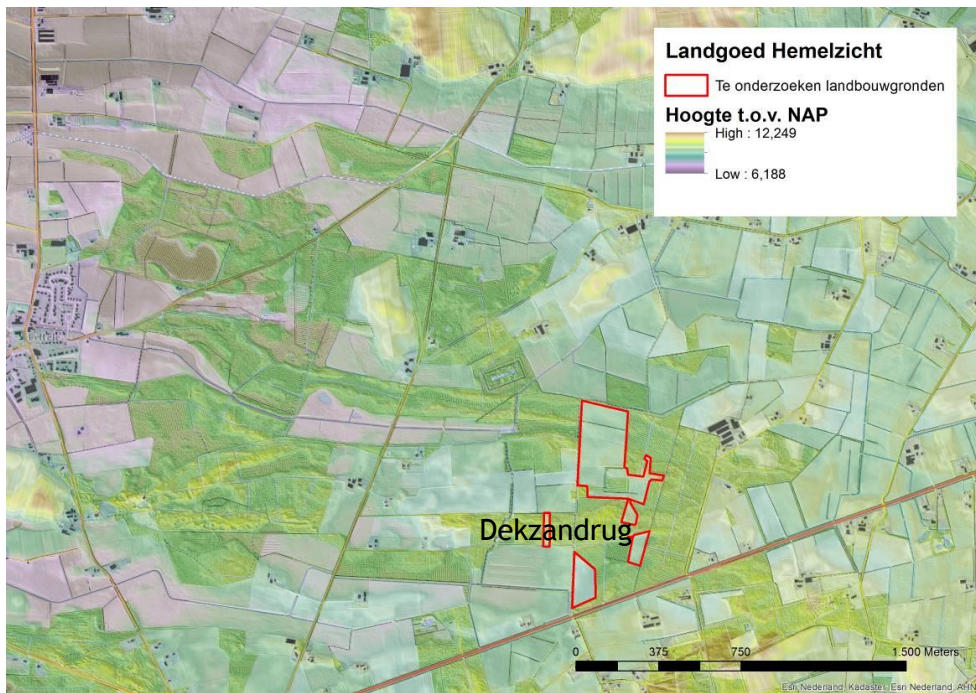 Landgoed Hemelzicht
Te onderzoeken landbouwgronden
Hoogte t.o.v. NAP
High : 12,249
Low : 6,188
Dekzandrug
0 375 750 1.500 Meters
Esri Nederland, Kadaster, Esri Nederland, AHN